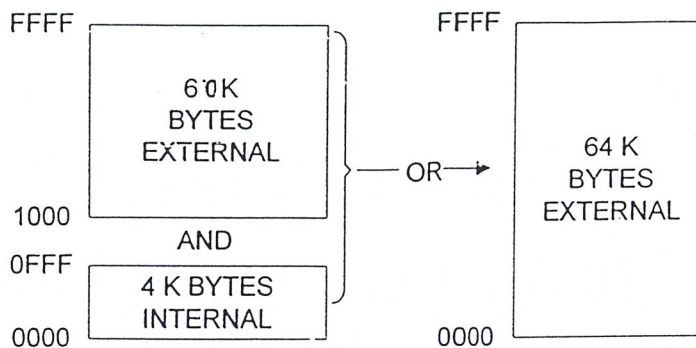 FFFF
60K
BYTES
EXTERNAL
1000
AND
0FFF
4 K BYTES
INTERNAL
0000
OR
FFFF
64 K
BYTES
EXTERNAL
0000